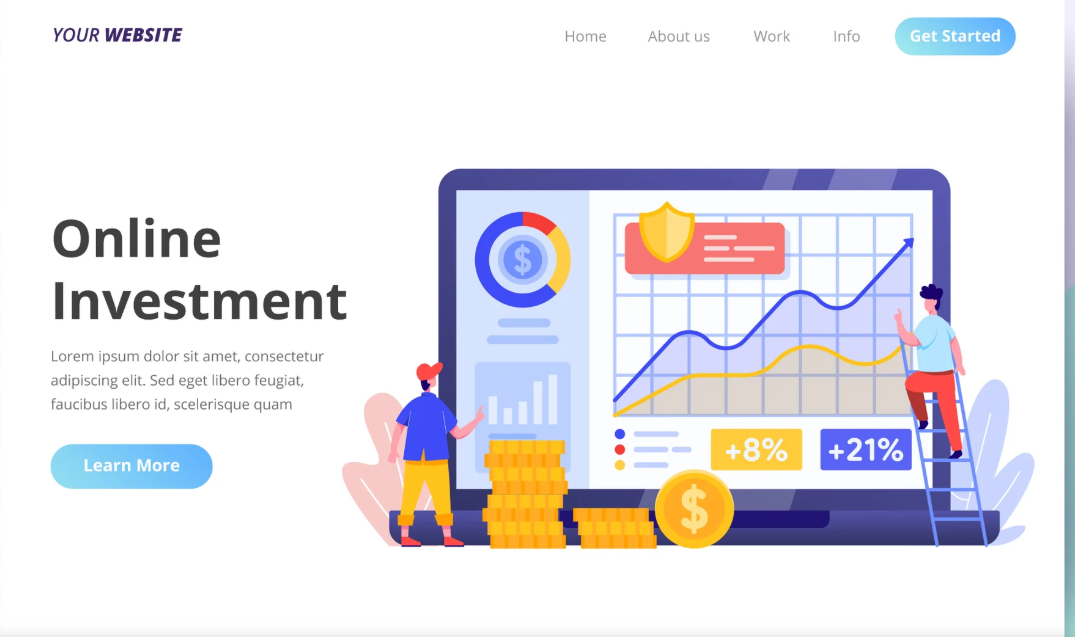 YOUR WEBSITE
Home About us Work Info Get Started
Online
Investment
Lorem ipsum dolor sit amet, consectetur
adipiscing elit. Sed eget libero feugiat,
faucibus libero id, scelerisque quam
Learn More
$
+8% +21%
$